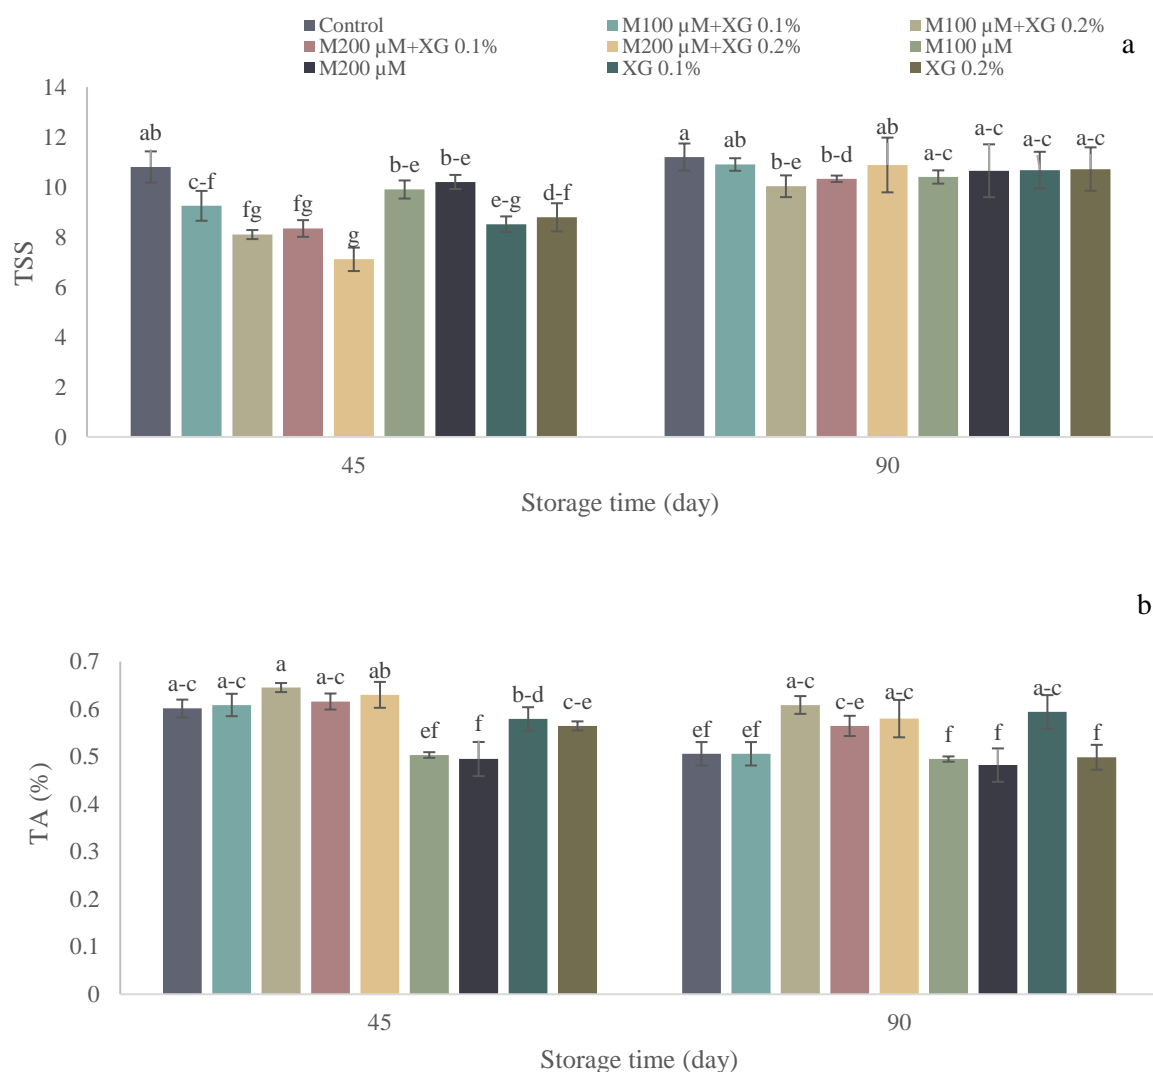 Control M100 µM+XG 0.1% M100 µM+XG 0.2%
M200 µM+XG 0.1% M200 µM+XG 0.2% M100 µM
M200 µM XG 0.1% XG 0.2%
a
TSS
14
12
10
8
6
4
2
0
ab c-f fg fg g b-e b-e e-g d-f
a ab b-e b-d ab a-c a-c a-c a-c
45 90
Storage time (day)
b
TA (%)
0.7
0.6
0.5
0.4
0.3
0.2
0.1
0
a-c a-c a a-c ab ef f b-d c-e
ef ef a-c c-e a-c f f a-c f
45 90
Storage time (day)